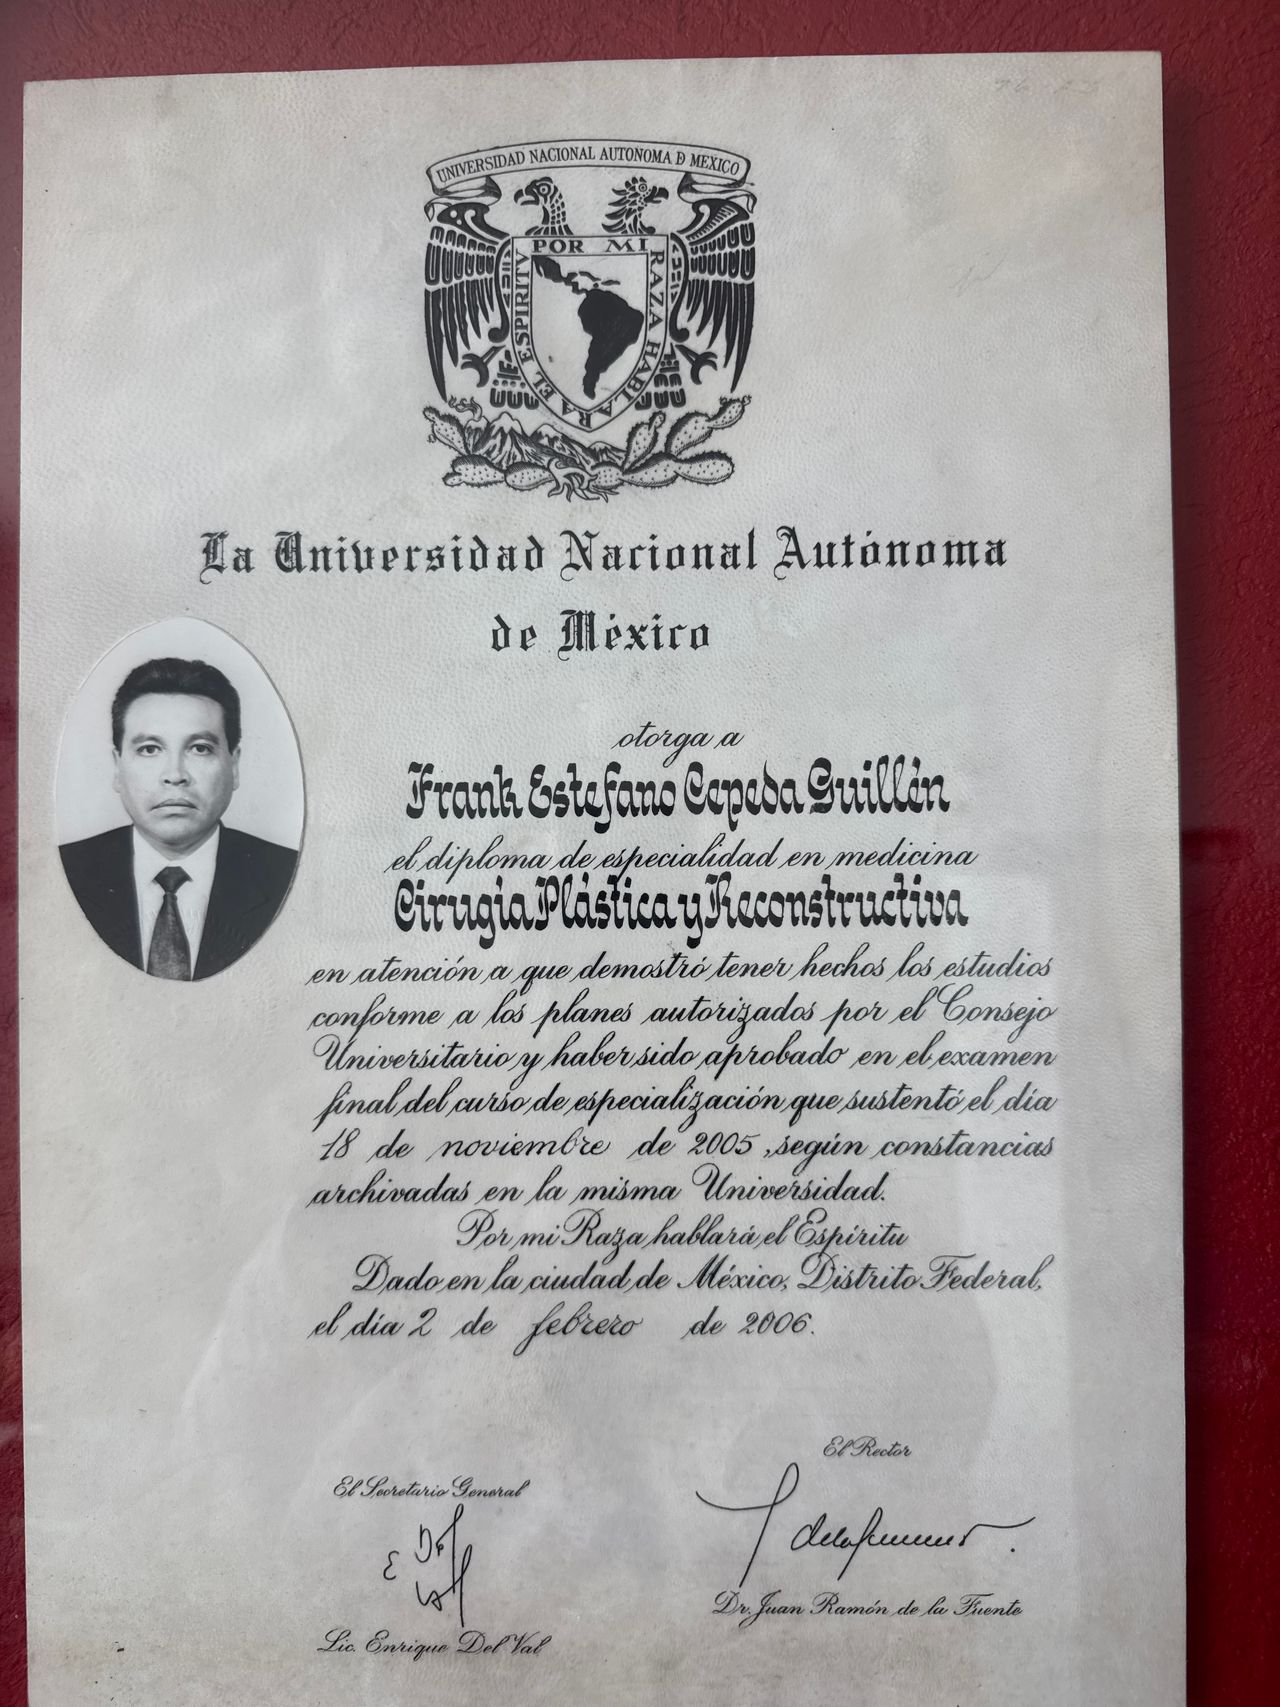 UNIVERSIDAD NACIONAL AUTONOMA D MEXICO
POR MI RAZA HABLARA EL ESPIRITV
La Universidad Nacional Autónoma
de México
otorga a
Frank Estefano Cepeda Guillén
el diploma de especialidad en medicina
Cirugía Plástica y Reconstructiva
en atención a que demostró tener hechos los estudios
conforme a los planes autorizados por el Consejo
Universitario y haber sido aprobado en el examen
final del curso de especialización que sustentó el día
18 de noviembre de 2005, según constancias
archivadas en la misma Universidad.
Por mi Raza hablará el Espíritu
Dado en la ciudad de México, Distrito Federal,
el día 2 de febrero de 2006.
El Rector
El Secretario General
Dr. Juan Ramón de la Fuente
Lic. Enrique Del Val